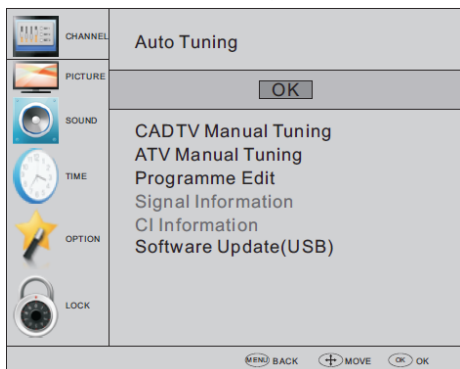 CHANNEL
PICTURE
SOUND
TIME
OPTION
LOCK
Auto Tuning
OK
CADTV Manual Tuning
ATV Manual Tuning
Programme Edit
Signal Information
CI Information
Software Update(USB)
MENU BACK MOVE OK OK